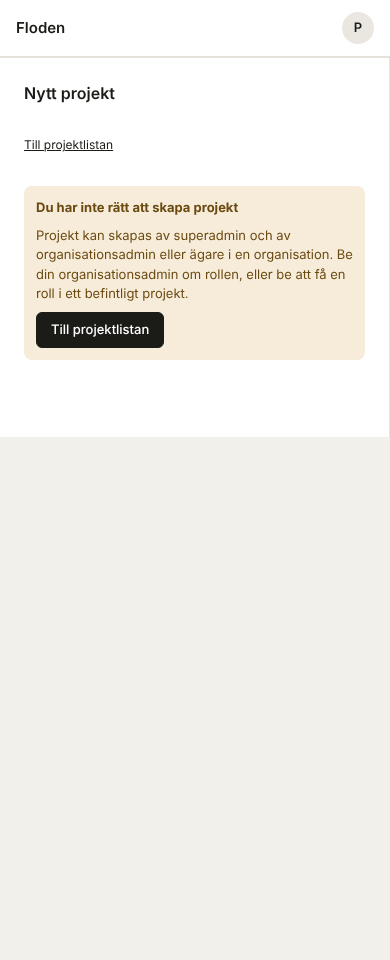 Floden
P
Nytt projekt
Till projektlistan
Du har inte rätt att skapa projekt
Projekt kan skapas av superadmin och av
organisationsadmin eller ägare i en organisation. Be
din organisationsadmin om rollen, eller be att få en
roll i ett befintligt projekt.
Till projektlistan